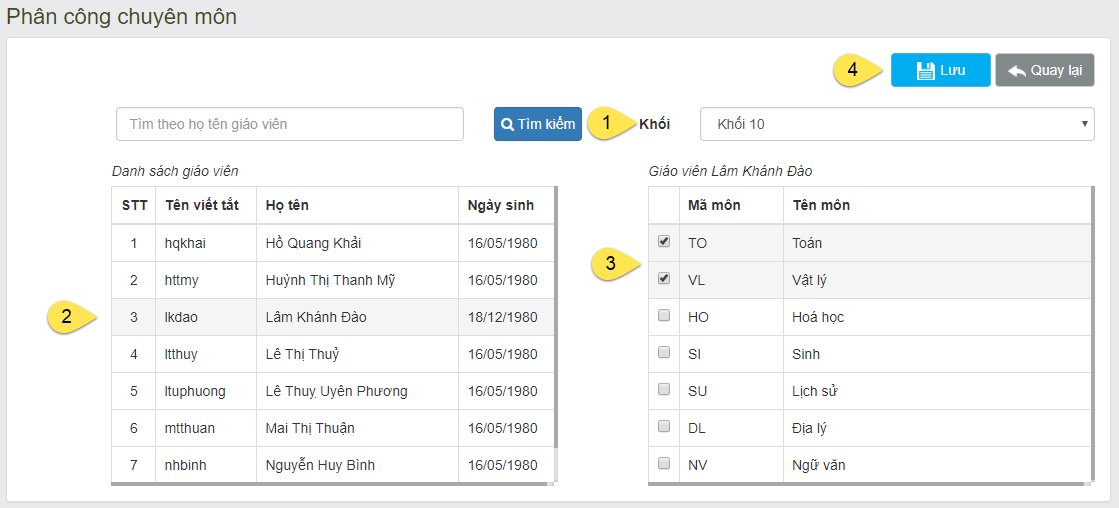 Phân công chuyên môn
4 Lưu Quay lại
Tìm theo họ tên giáo viên Tìm kiếm 1 Khối Khối 10
Danh sách giáo viên Giáo viên Lâm Khánh Đào
STT Tên viết tắt Họ tên Ngày sinh Mã môn Tên môn
1 hqkhai Hồ Quang Khải 16/05/1980 TO Toán
3
2 httmy Huỳnh Thị Thanh Mỹ 16/05/1980 VL Vật lý
2 3 lkdao Lâm Khánh Đào 18/12/1980 HO Hoá học
4 ltthuy Lê Thị Thuỷ 16/05/1980 SI Sinh
5 ltuphuong Lê Thuỵ Uyên Phương 16/05/1980 SU Lịch sử
6 mtthuan Mai Thị Thuận 16/05/1980 DL Địa lý
7 nhbinh Nguyễn Huy Bình 16/05/1980 NV Ngữ văn